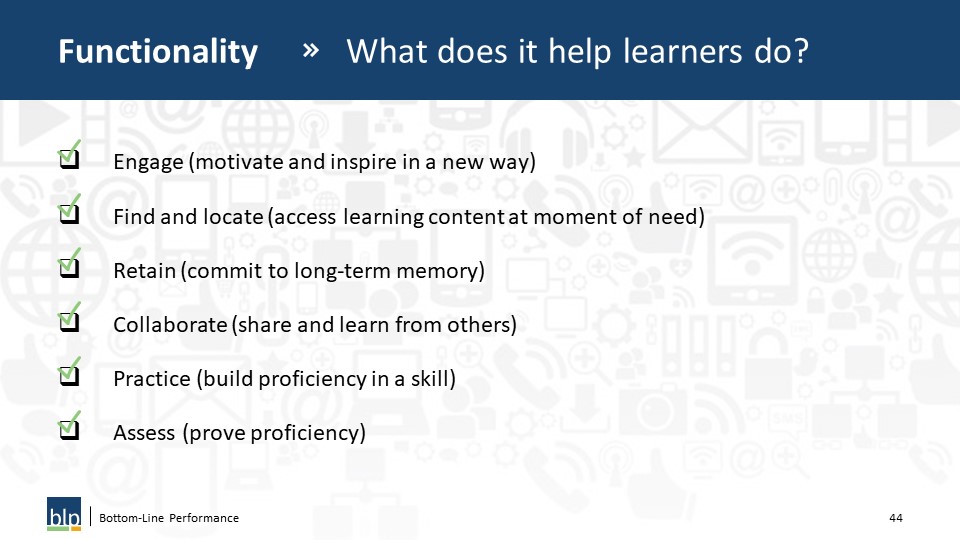 Functionality » What does it help learners do?
Engage (motivate and inspire in a new way)
Find and locate (access learning content at moment of need)
Retain (commit to long-term memory)
Collaborate (share and learn from others)
Practice (build proficiency in a skill)
Assess (prove proficiency)
blp Bottom-Line Performance 44